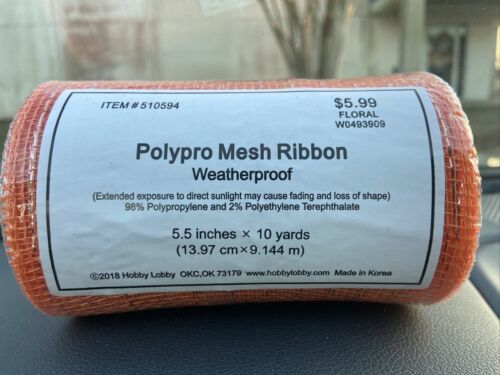 ITEM # 510594
$5.99
FLORAL
W0493909
Polypro Mesh Ribbon
Weatherproof
(Extended exposure to direct sunlight may cause fading and loss of shape)
98% Polypropylene and 2% Polyethylene Terephthalate
5.5 inches × 10 yards
(13.97 cm×9.144 m)
©2018 Hobby Lobby OKC,OK 73179 www.hobbylobby.com Made in Korea